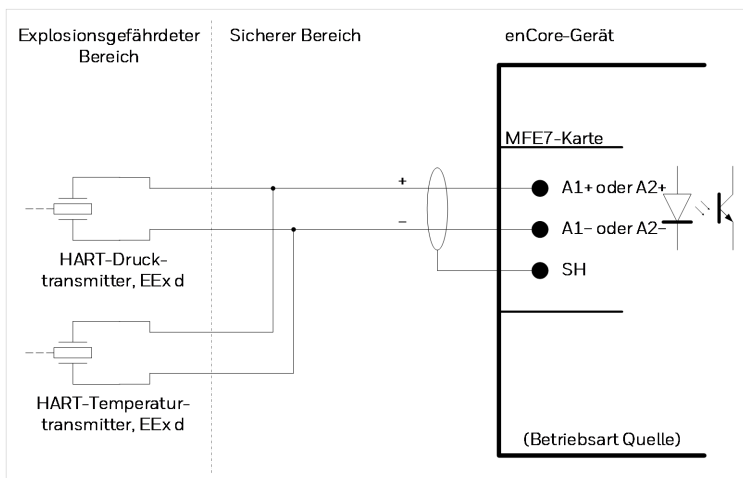 Explosionsgefährdeter
Bereich
Sicherer Bereich
enCore-Gerät
MFE7-Karte
+
A1+ oder A2+
–
A1– oder A2–
SH
HART-Druck-
transmitter, EEx d
HART-Temperatur-
transmitter, EEx d
(Betriebsart Quelle)